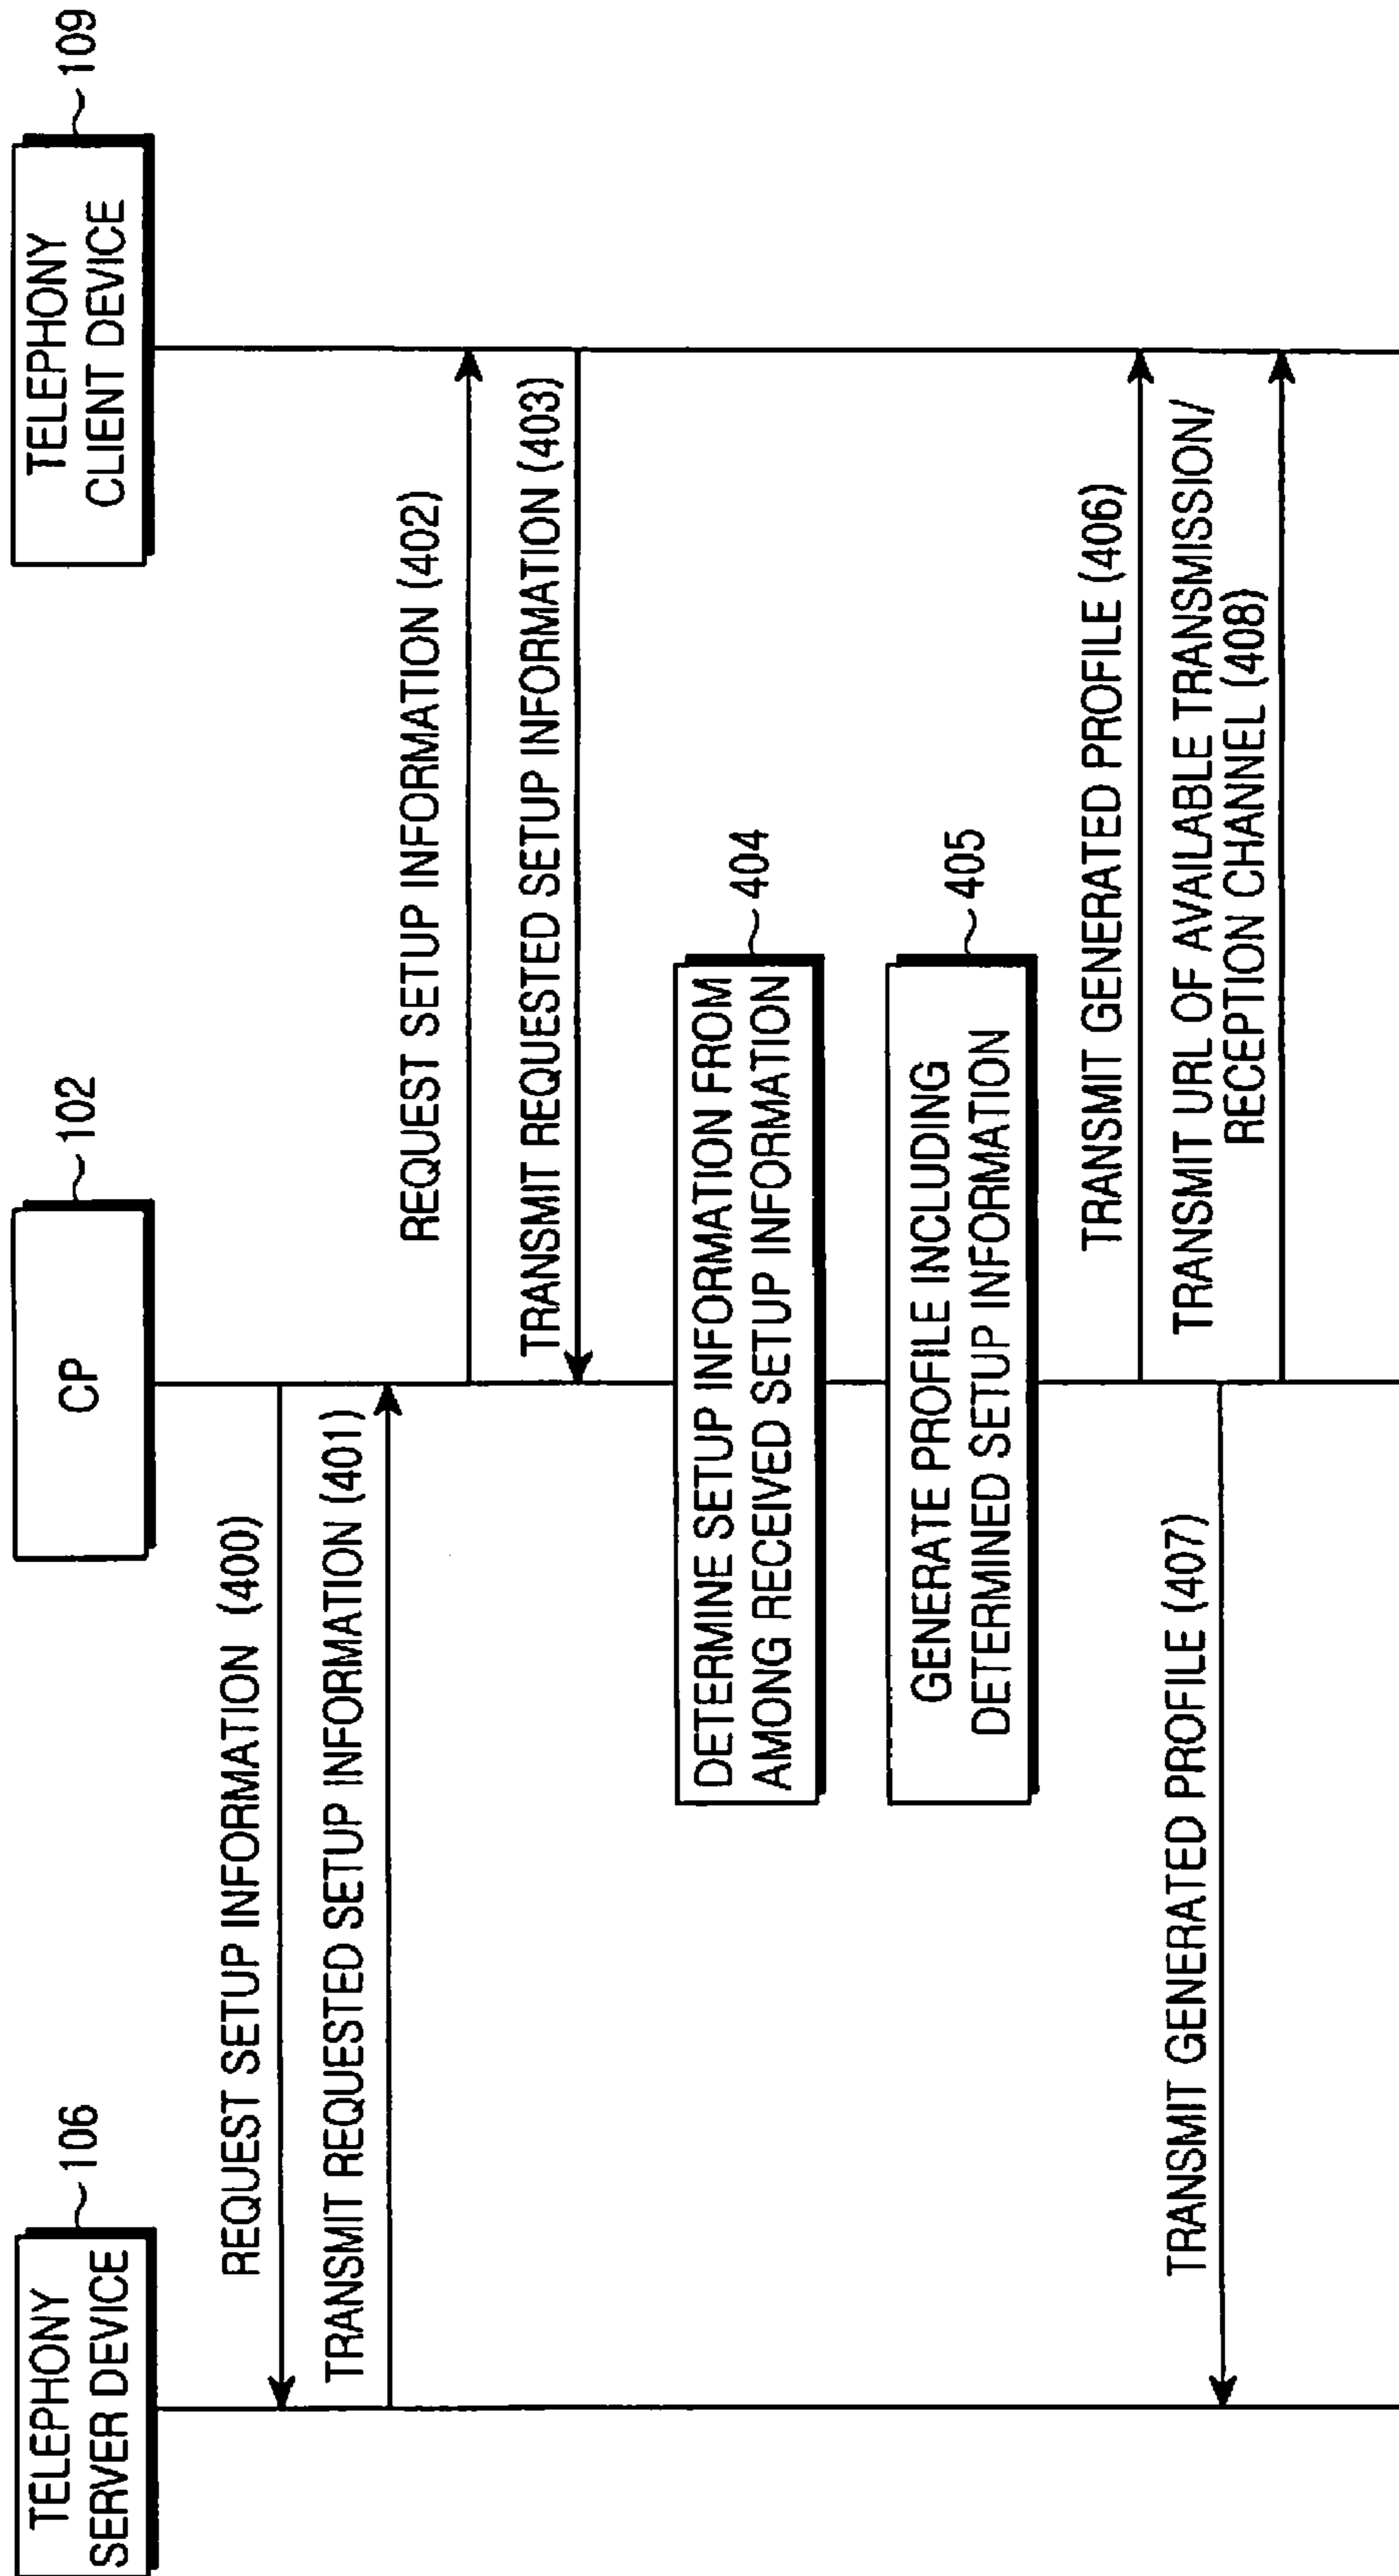 TELEPHONY
SERVER DEVICE
106
CP
102
TELEPHONY
CLIENT DEVICE
109
REQUEST SETUP INFORMATION (400)
TRANSMIT REQUESTED SETUP INFORMATION (401)
REQUEST SETUP INFORMATION (402)
TRANSMIT REQUESTED SETUP INFORMATION (403)
DETERMINE SETUP INFORMATION FROM
AMONG RECEIVED SETUP INFORMATION
404
GENERATE PROFILE INCLUDING
DETERMINED SETUP INFORMATION
405
TRANSMIT GENERATED PROFILE (406)
TRANSMIT GENERATED PROFILE (407)
TRANSMIT URL OF AVAILABLE TRANSMISSION/
RECEPTION CHANNEL (408)